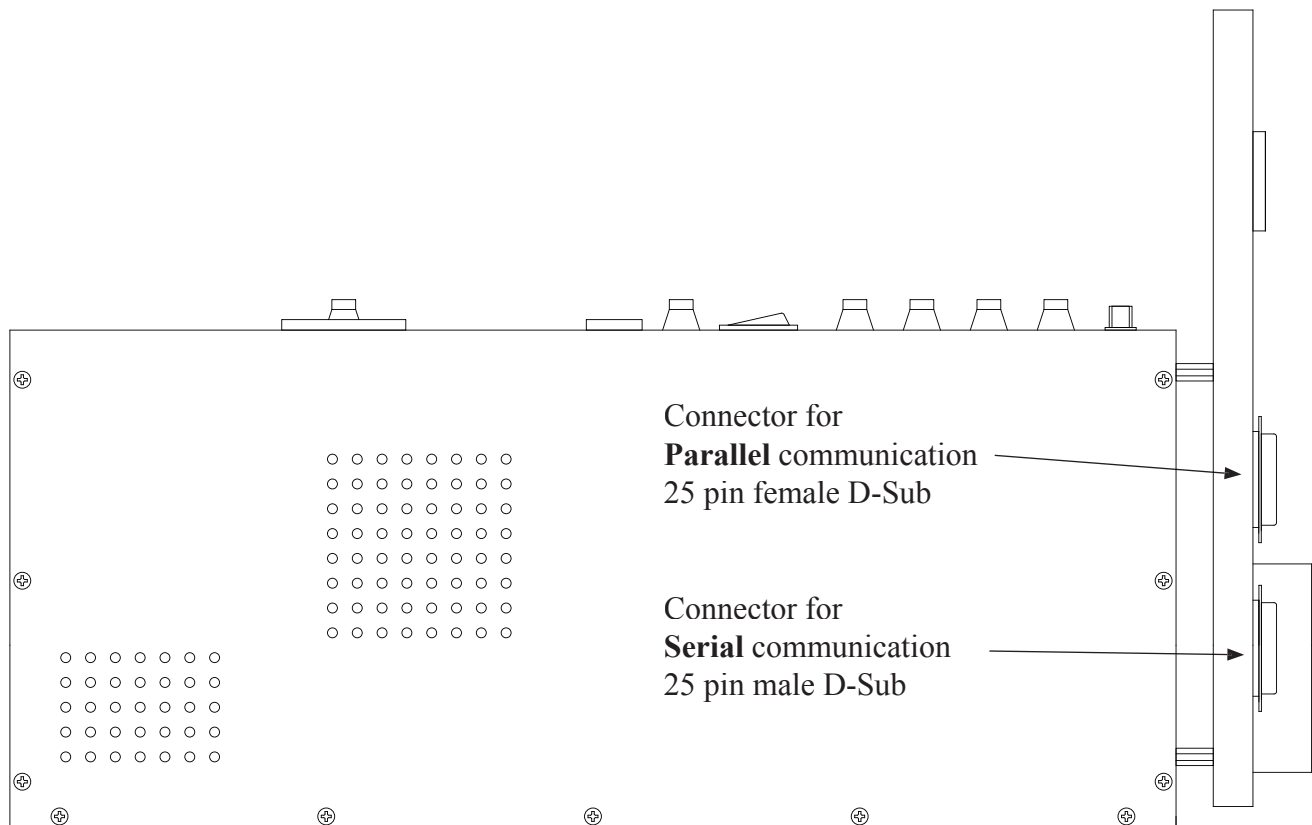 Connector for
Parallel communication
25 pin female D-Sub
Connector for
Serial communication
25 pin male D-Sub